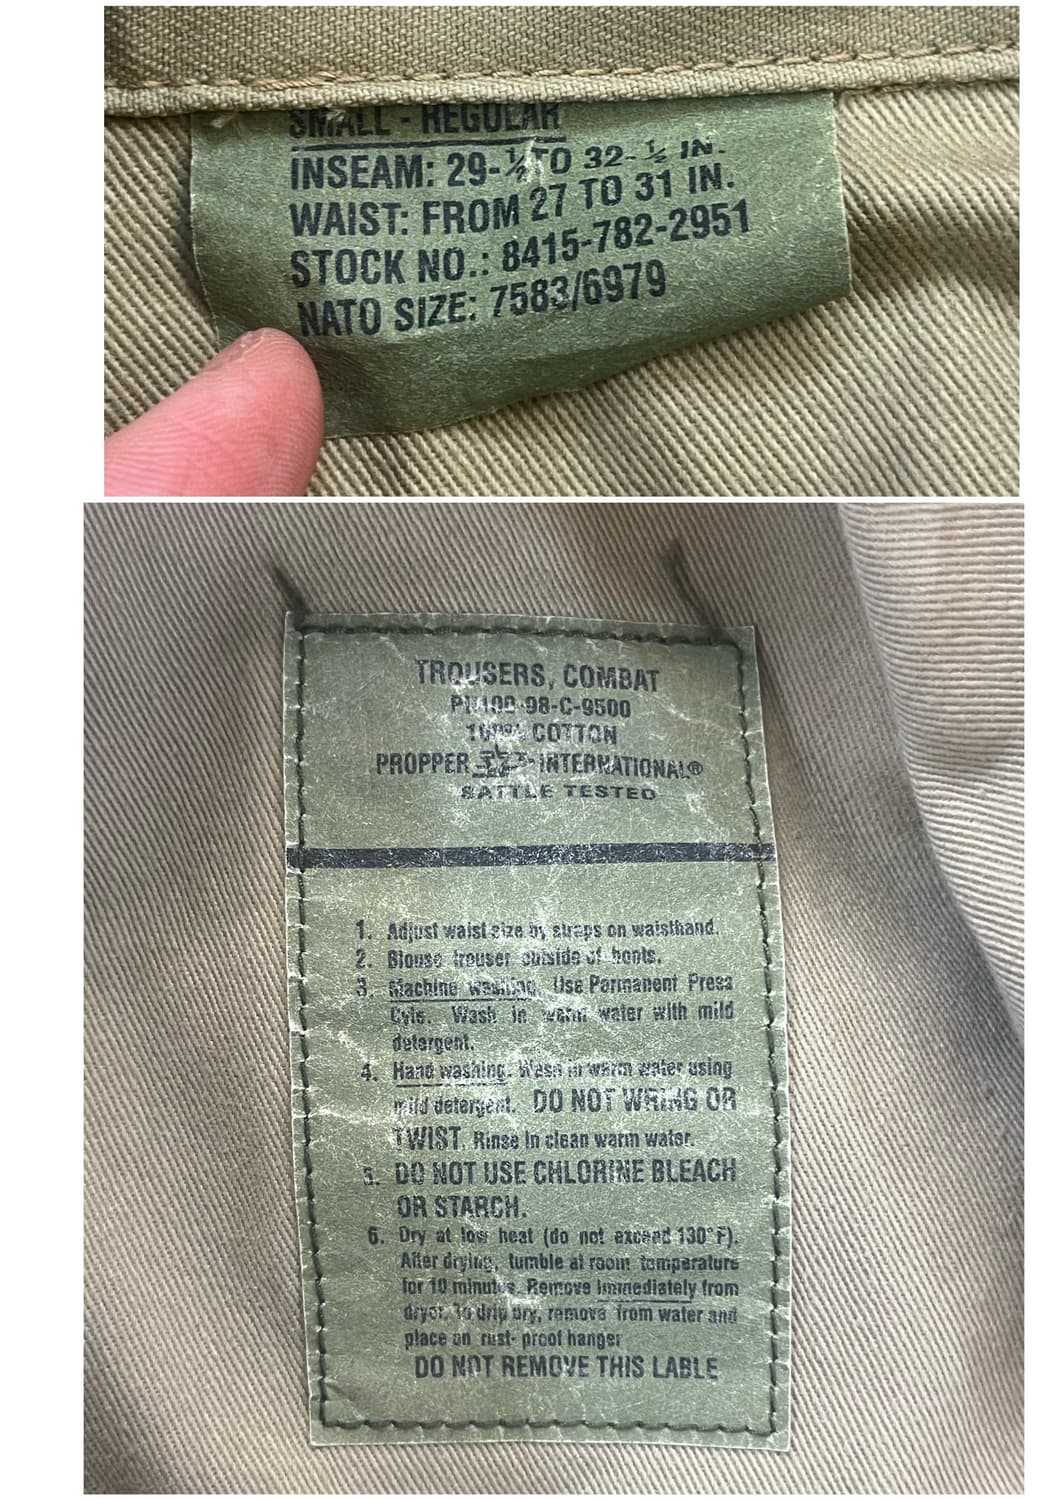 SMALL - REGULAR
INSEAM: 29-½ TO 32-½ IN.
WAIST: FROM 27 TO 31 IN.
STOCK NO.: 8415-782-2951
NATO SIZE: 7583/6979
TROUSERS, COMBAT
-98-C-9500
100% COTTON
PROPPER INTERNATIONAL®
BATTLE TESTED
1. Adjust waist size by straps on waisthand.
2. Blouse trouser outside of boots.
3. Machine washing. Use Parmanent Press
Cyle. Wash in warm water with mild
detergent.
4. Hand washing. Wash in warm water using
mild detergent. DO NOT WRING OR
TWIST. Rinse in clean warm water.
5. DO NOT USE CHLORINE BLEACH
OR STARCH.
6. Dry at low heat (do not exceed 130°F).
After drying, tumble at room temperature
for 10 minutes. Remove immediately from
dryer. To drip dry, remove from water and
place on rust- proof hanger
DO NOT REMOVE THIS LABLE